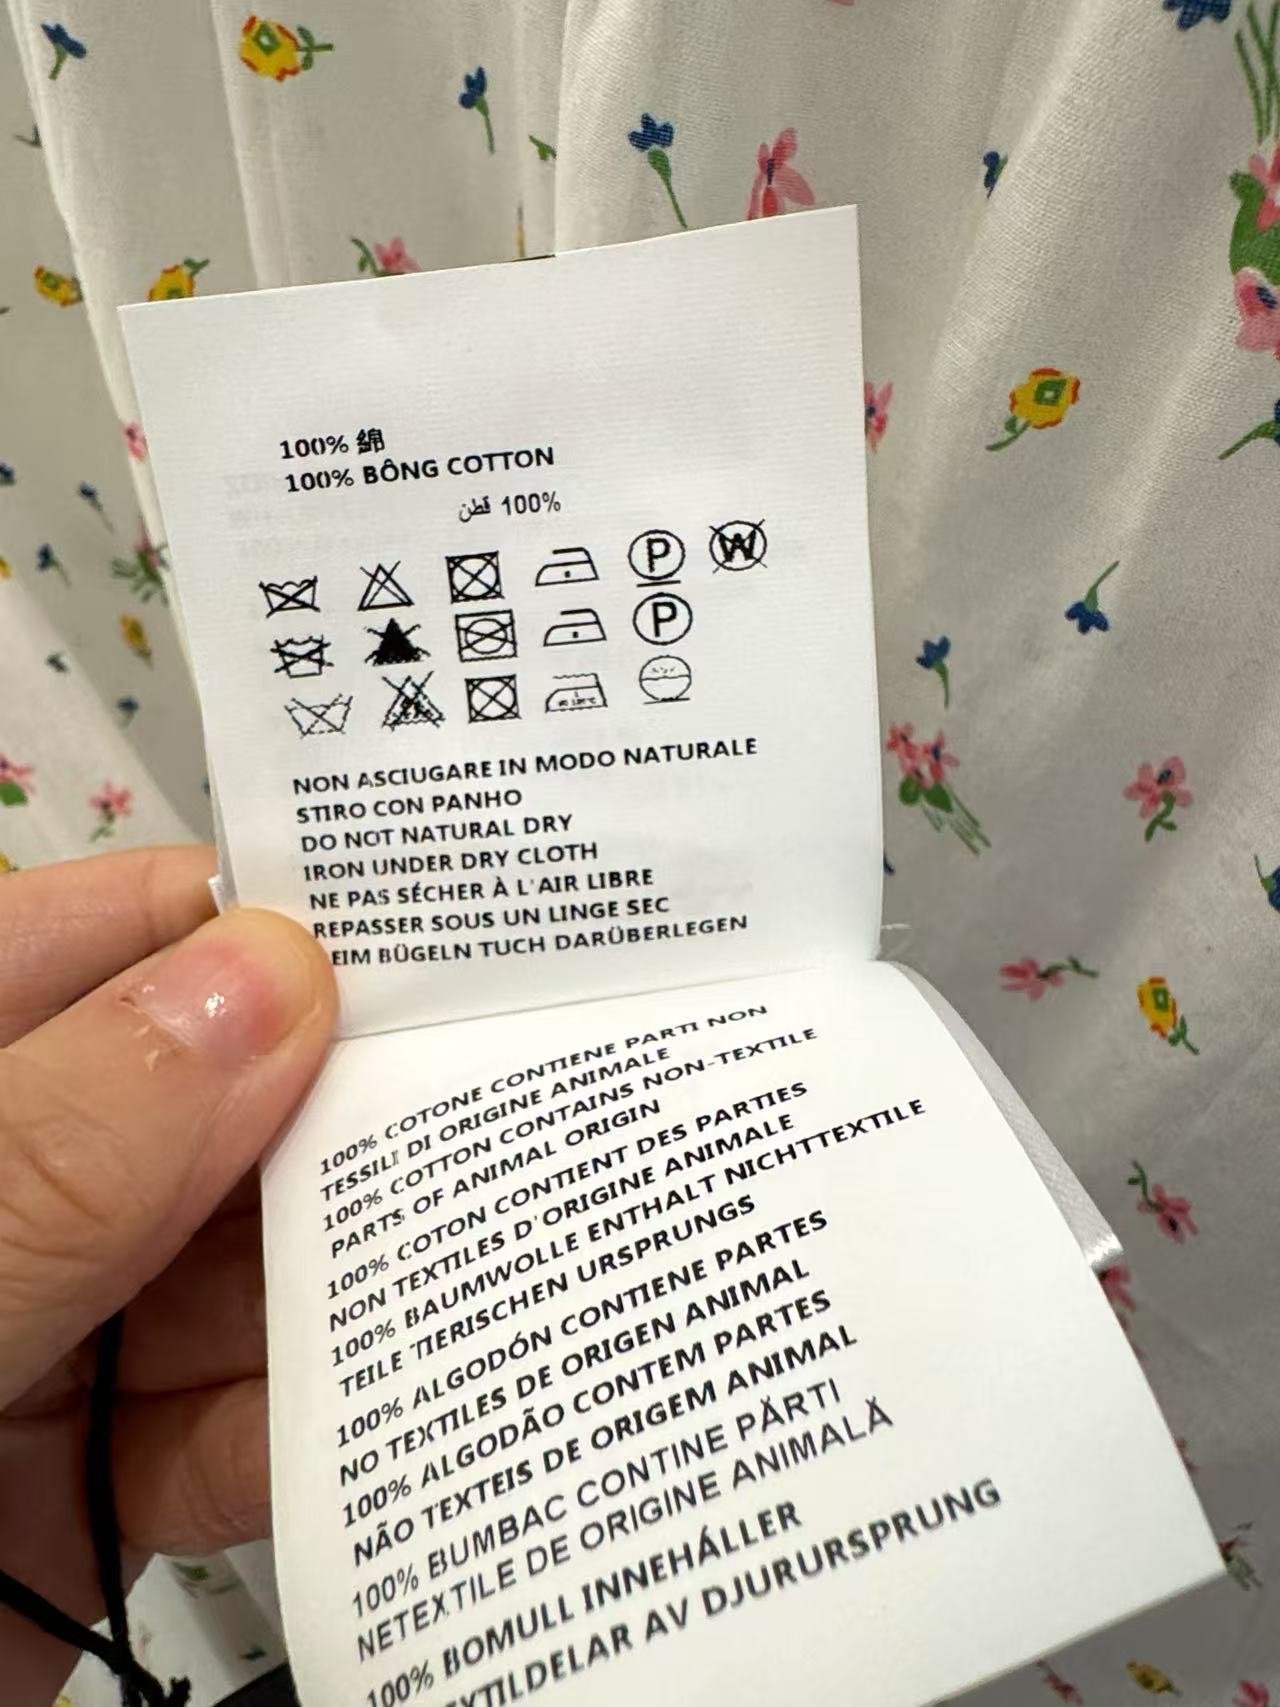 100% 綿
100% BÔNG COTTON
100% قطن
P W
P
NON ASCIUGARE IN MODO NATURALE
STIRO CON PANHO
DO NOT NATURAL DRY
IRON UNDER DRY CLOTH
NE PAS SÉCHER À L'AIR LIBRE
REPASSER SOUS UN LINGE SEC
EIM BÜGELN TUCH DARÜBERLEGEN
100% COTONE CONTIENE PARTI NON
TESSILI DI ORIGINE ANIMALE
100% COTTON CONTAINS NON-TEXTILE
PARTS OF ANIMAL ORIGIN
100% COTON CONTIENT DES PARTIES
NON TEXTILES D'ORIGINE ANIMALE
100% BAUMWOLLE ENTHALT NICHTTEXTILE
TEILE TIERISCHEN URSPRUNGS
100% ALGODÓN CONTIENE PARTES
NO TEXTILES DE ORIGEN ANIMAL
100% ALGODÃO CONTEM PARTES
NÃO TEXTEIS DE ORIGEM ANIMAL
100% BUMBAC CONTINE PĂRTI
NETEXTILE DE ORIGINE ANIMALĂ
100% BOMULL INNEHÁLLER
XTILDELAR AV DJURURSPRUNG